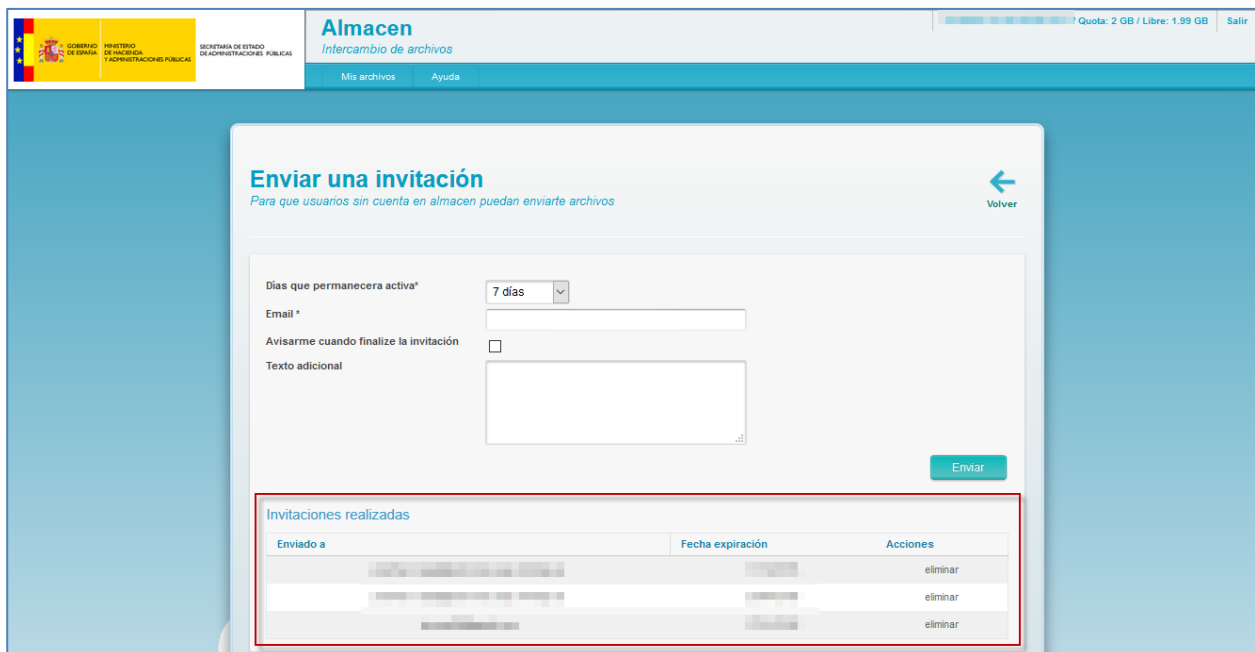 GOBIERNO
DE ESPAÑA
MINISTERIO
DE HACIENDA
Y ADMINISTRACIONES PÚBLICAS
SECRETARÍA DE ESTADO
DE ADMINISTRACIONES PÚBLICAS
Almacen
Intercambio de archivos
/ Quota: 2 GB / Libre: 1.99 GB Salir
Mis archivos Ayuda
Enviar una invitación
Para que usuarios sin cuenta en almacen puedan enviarte archivos
Volver
Días que permanecera activa* 7 días
Email *
Avisarme cuando finalize la invitación
Texto adicional
Enviar
Invitaciones realizadas
Enviado a Fecha expiración Acciones
eliminar
eliminar
eliminar